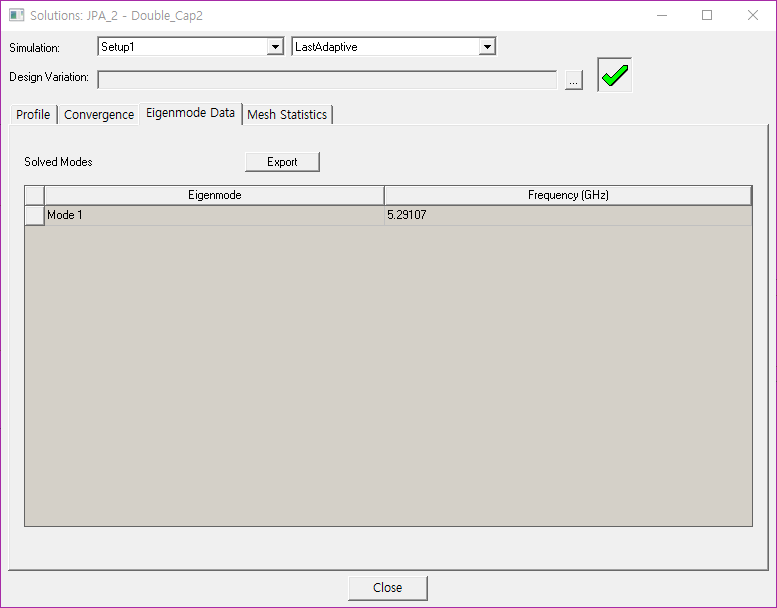 Solutions: JPA_2 - Double_Cap2
Simulation: Setup1 LastAdaptive
Design Variation: ...
Profile Convergence Eigenmode Data Mesh Statistics
Solved Modes Export
Eigenmode Frequency (GHz)
Mode 1 5.29107
Close